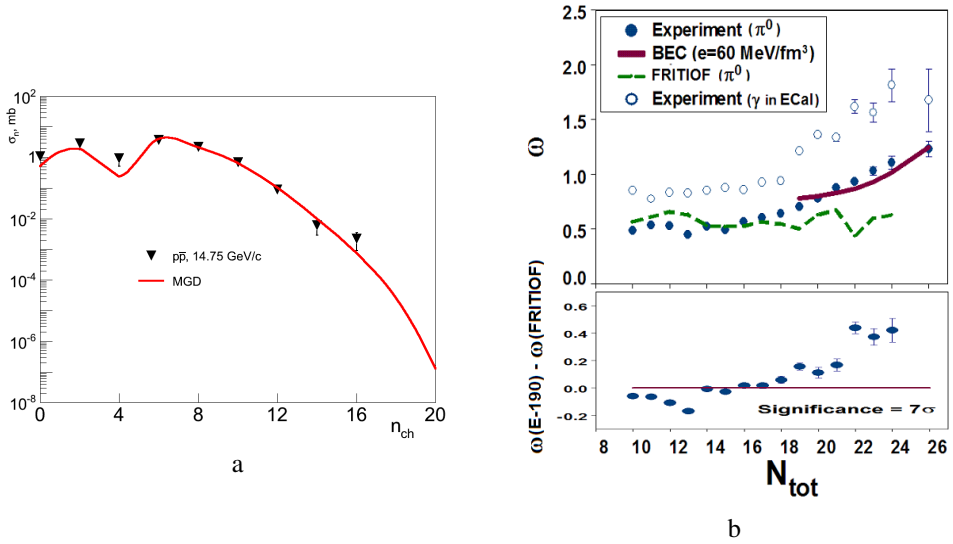 σn, mb
10²
1
10⁻²
10⁻⁴
10⁻⁶
10⁻⁸
pp̅, 14.75 GeV/c
MGD
0 4 8 12 16 20
nch
a
2.5
2.0
1.5
1.0
0.5
0.0
ω
Experiment (π⁰)
BEC (e=60 MeV/fm³)
FRITIOF (π⁰)
Experiment (γ in ECal)
ω(E-190) - ω(FRITIOF)
0.6
0.4
0.2
0.0
-0.2
Significance = 7σ
8 10 12 14 16 18 20 22 24 26
Ntot
b